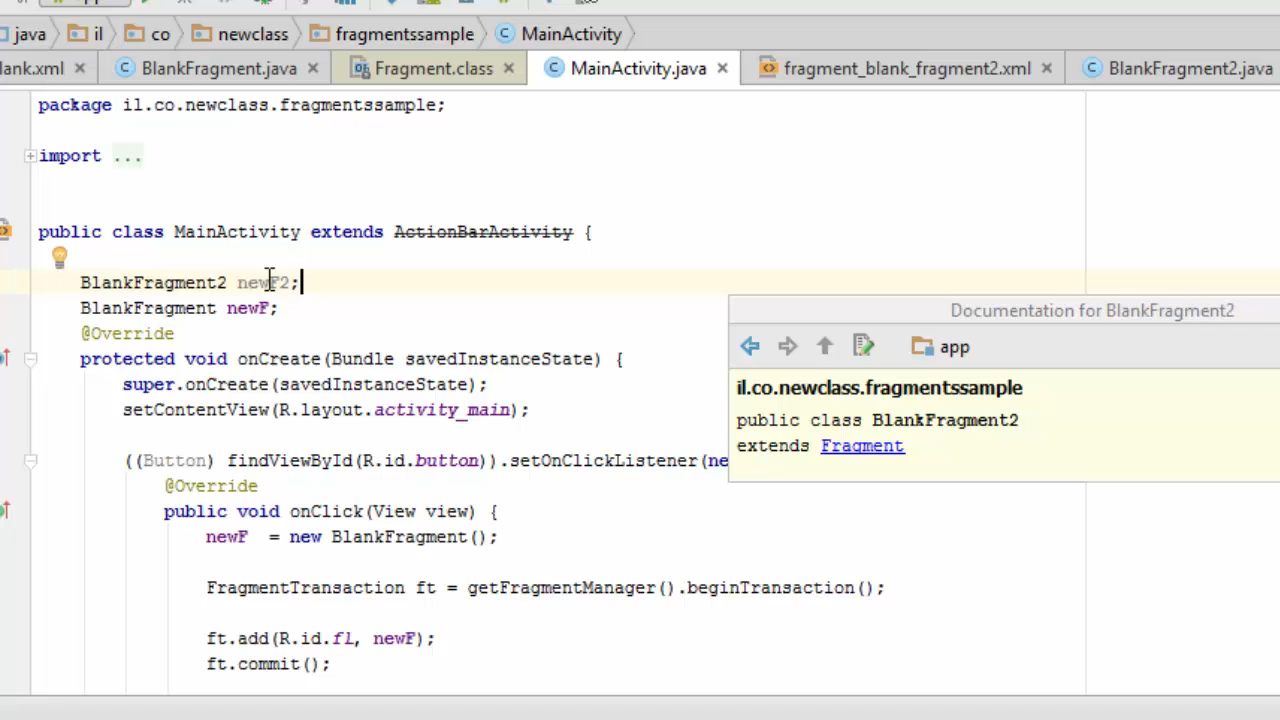 java il co newclass fragmentssample MainActivity
lank.xml BlankFragment.java Fragment.class MainActivity.java fragment_blank_fragment2.xml BlankFragment2.java
package il.co.newclass.fragmentssample;
import ...
public class MainActivity extends ActionBarActivity {
BlankFragment2 newF2;
BlankFragment newF;
Documentation for BlankFragment2
@Override
app
protected void onCreate(Bundle savedInstanceState) {
super.onCreate(savedInstanceState);
il.co.newclass.fragmentssample
setContentView(R.layout.activity_main);
public class BlankFragment2
extends Fragment
((Button) findViewById(R.id.button)).setOnClickListener(ne
@Override
public void onClick(View view) {
newF = new BlankFragment();
FragmentTransaction ft = getFragmentManager().beginTransaction();
ft.add(R.id.fl, newF);
ft.commit();